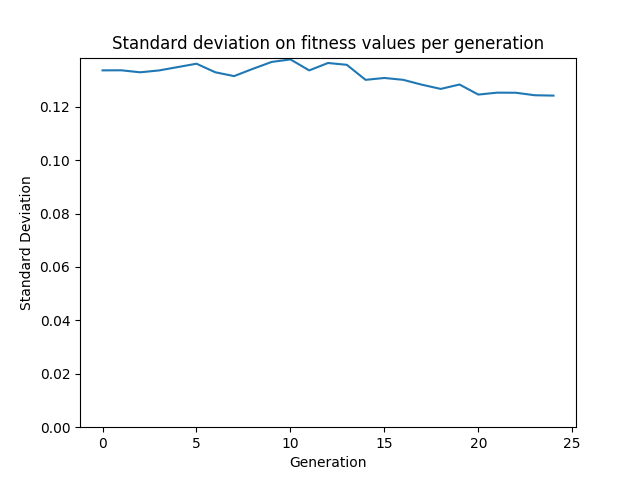 Standard deviation on fitness values per generation
0.12
0.10
0.08
0.06
0.04
0.02
0.00
Standard Deviation
0 5 10 15 20 25
Generation